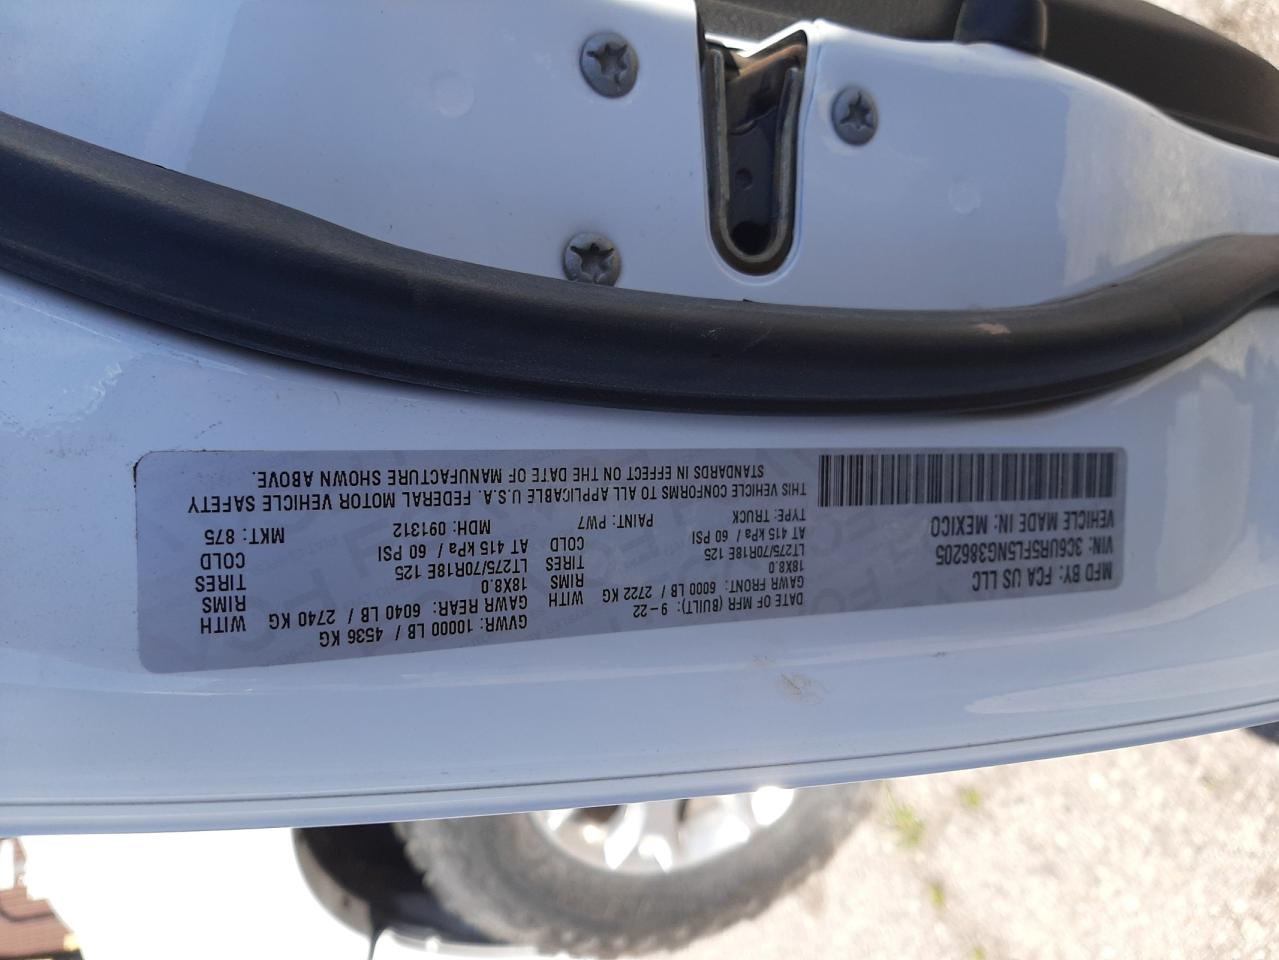 MFD BY: FCA US LLC
DATE OF MFR (BUILT): 9-22
GVWR: 10000 LB / 4536 KG
GAWR FRONT: 6000 LB / 2722 KG
WITH
RIMS
TIRES
COLD
18X8.0
LT275/70R18E 125
AT 415 kPa / 60 PSI
GAWR REAR: 6040 LB / 2740 KG
WITH
RIMS
TIRES
COLD
18X8.0
LT275/70R18E 125
AT 415 kPa / 60 PSI
VIN: 3C6UR5FL5NG386205
TYPE: TRUCK
PAINT: PW7
MDH: 091312
MKT: 875
VEHICLE MADE IN: MEXICO
THIS VEHICLE CONFORMS TO ALL APPLICABLE U.S.A. FEDERAL MOTOR VEHICLE SAFETY
STANDARDS IN EFFECT ON THE DATE OF MANUFACTURE SHOWN ABOVE.